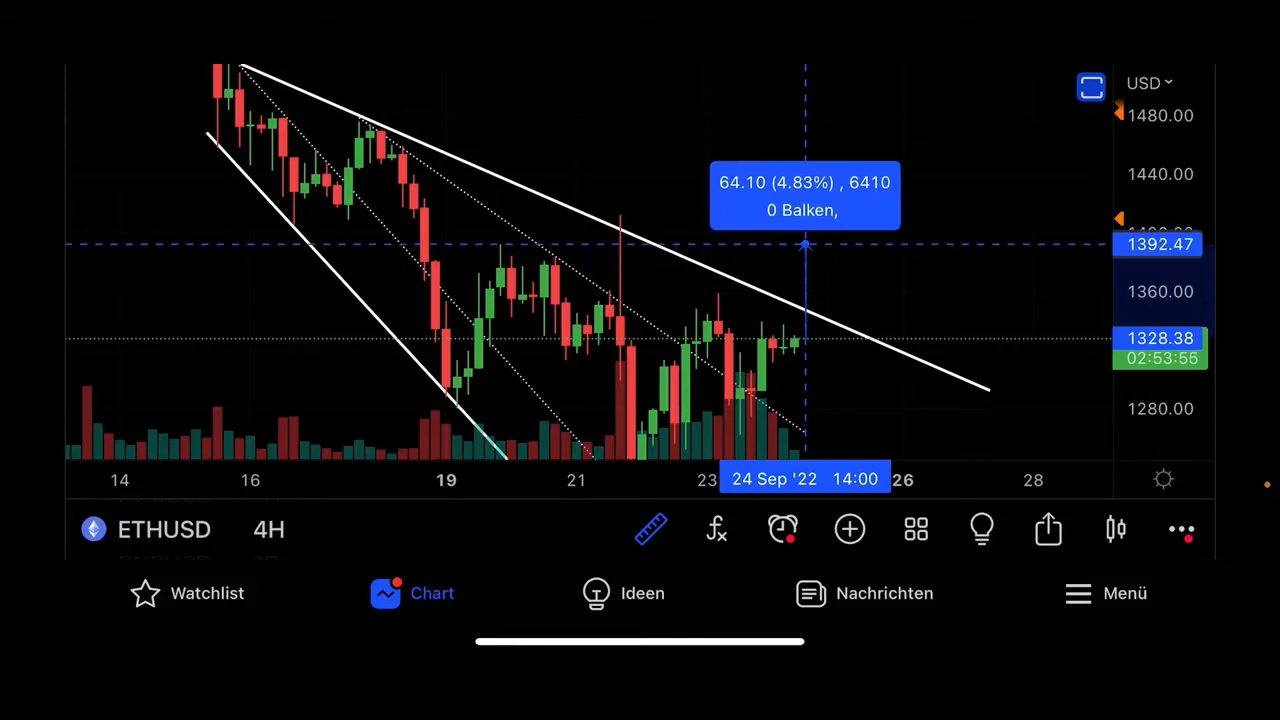 USD
1480.00
1440.00
64.10 (4.83%) , 6410
0 Balken,
1392.47
1360.00
1328.38
02:53:55
1280.00
14 16 19 21 23 24 Sep '22 14:00 26 28
ETHUSD 4H
Watchlist Chart Ideen Nachrichten Menü